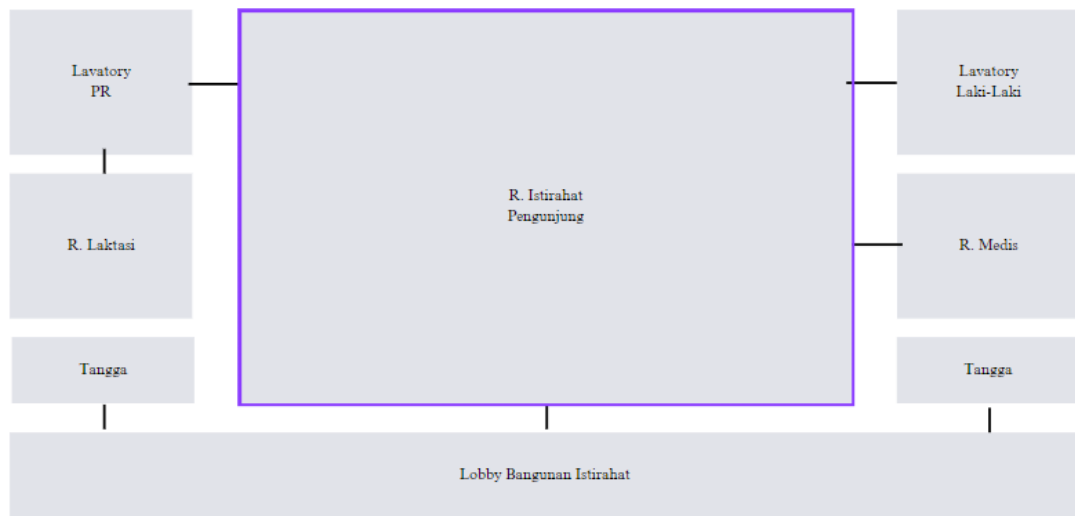 Lavatory
PR
Lavatory
Laki-Laki
R. Istirahat
Pengunjung
R. Laktasi
R. Medis
Tangga
Tangga
Lobby Bangunan Istirahat